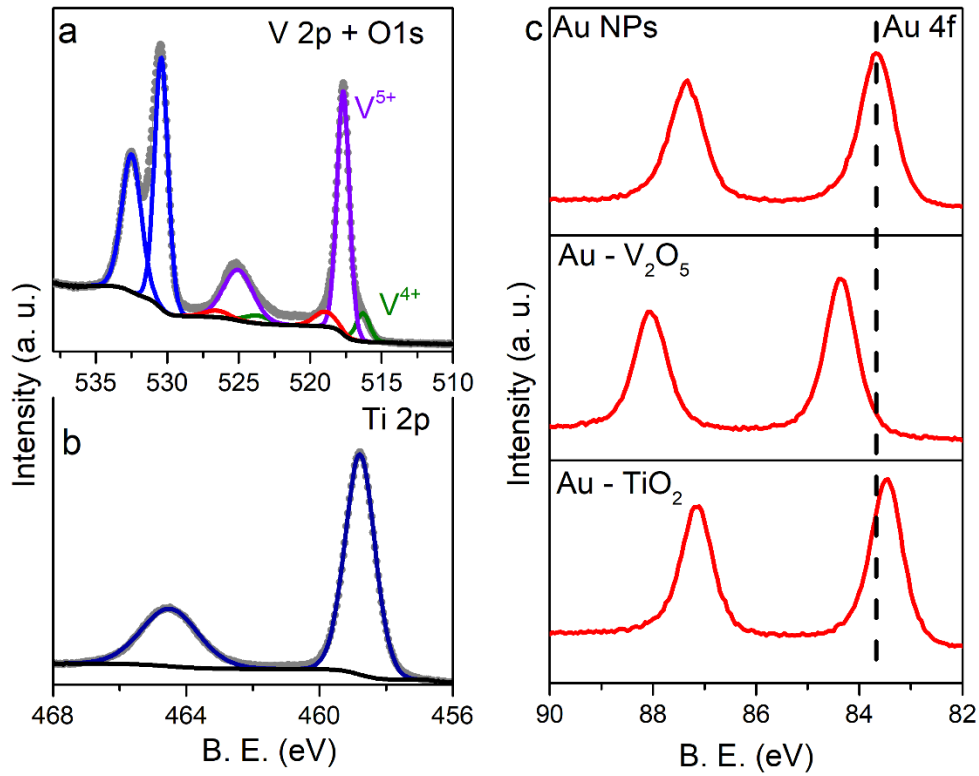 a
V 2p + O1s
V⁵⁺
V⁴⁺
535 530 525 520 515 510
b
Ti 2p
468 464 460 456
B. E. (eV)
Intensity (a. u.)
c
Au NPs
Au 4f
Au - V₂O₅
Au - TiO₂
90 88 86 84 82
B. E. (eV)
Intensity (a. u.)